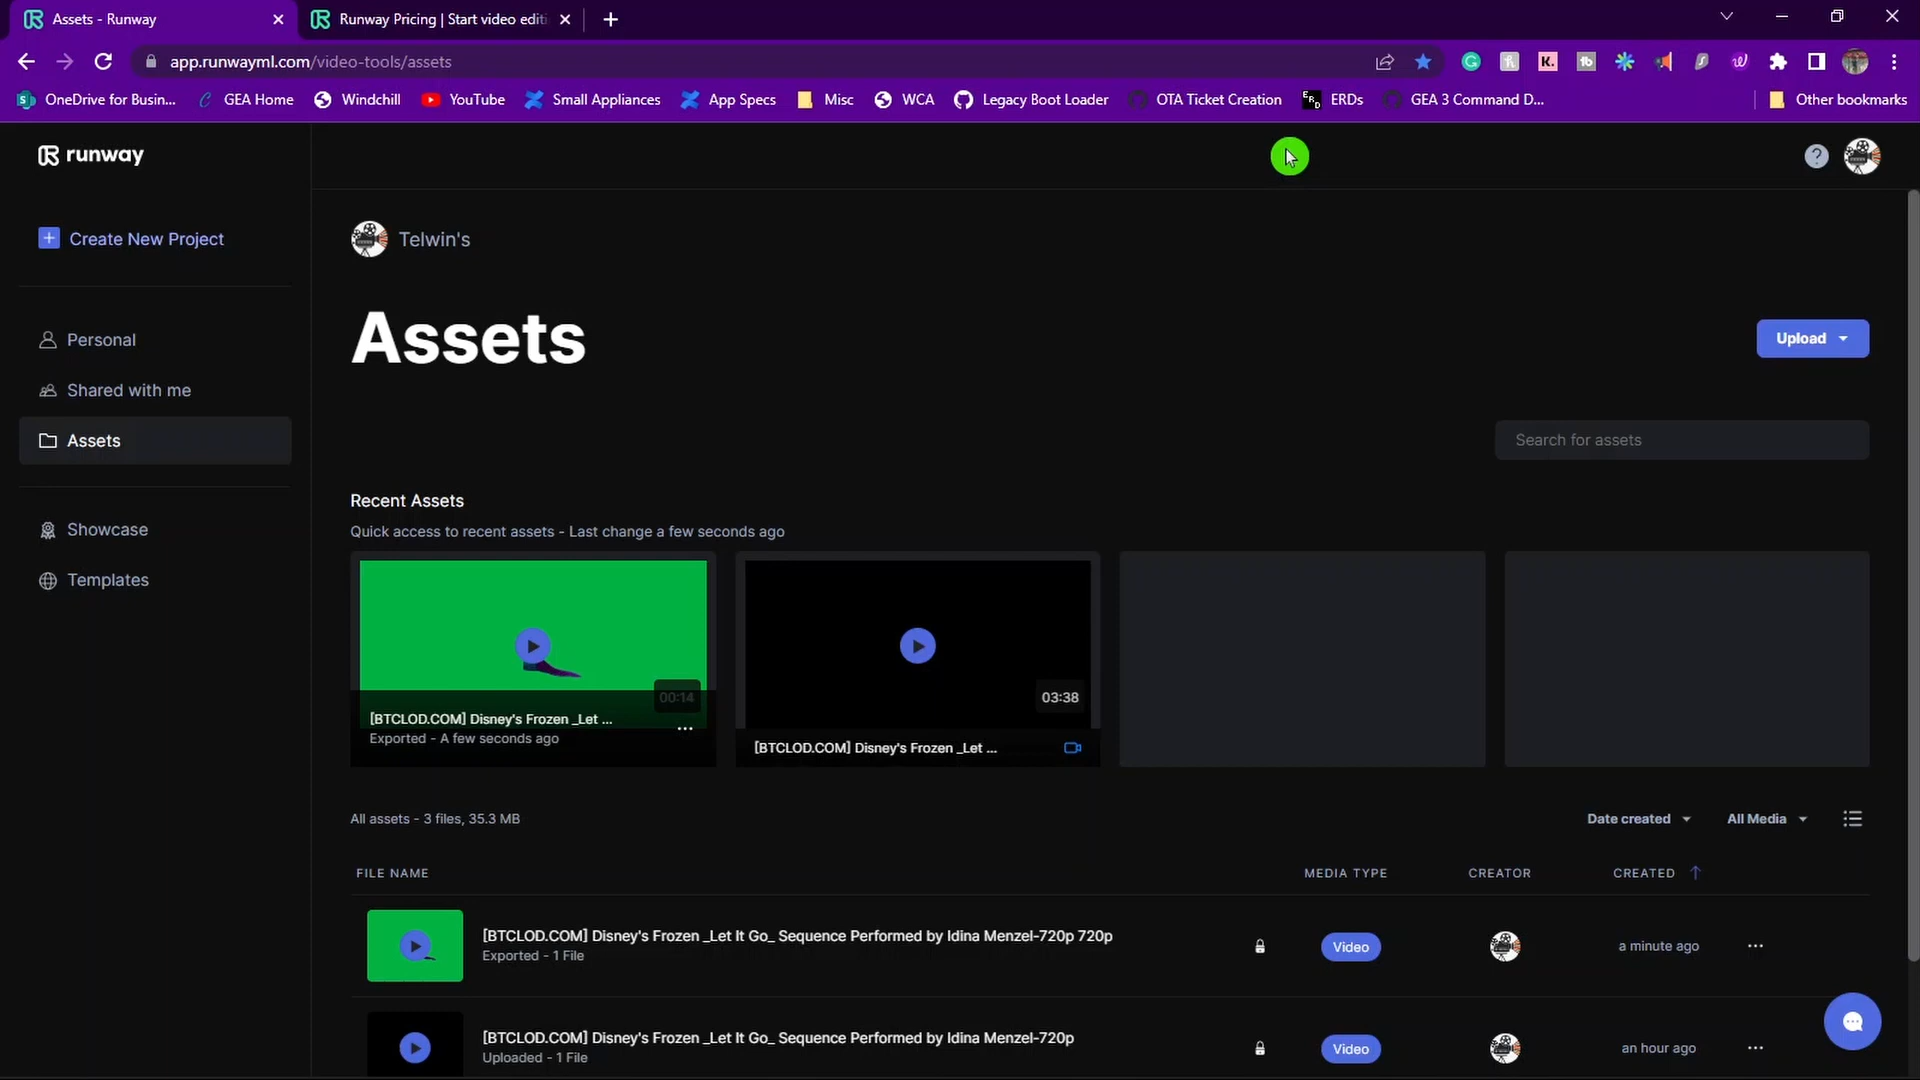 Assets - Runway
Runway Pricing | Start video editi
app.runwayml.com/video-tools/assets
OneDrive for Busin...
GEA Home
Windchill
YouTube
Small Appliances
App Specs
Misc
WCA
Legacy Boot Loader
OTA Ticket Creation
ERDs
GEA 3 Command D...
Other bookmarks
runway
Create New Project
Telwin's
Assets
Upload
Personal
Shared with me
Assets
Search for assets
Showcase
Templates
Recent Assets
Quick access to recent assets - Last change a few seconds ago
00:14
[BTCLOD.COM] Disney's Frozen _Let ...
Exported - A few seconds ago
03:38
[BTCLOD.COM] Disney's Frozen _Let ...
All assets - 3 files, 35.3 MB
Date created
All Media
FILE NAME
MEDIA TYPE
CREATOR
CREATED
[BTCLOD.COM] Disney's Frozen _Let It Go_ Sequence Performed by Idina Menzel-720p 720p
Exported - 1 File
Video
a minute ago
[BTCLOD.COM] Disney's Frozen _Let It Go_ Sequence Performed by Idina Menzel-720p
Uploaded - 1 File
Video
an hour ago